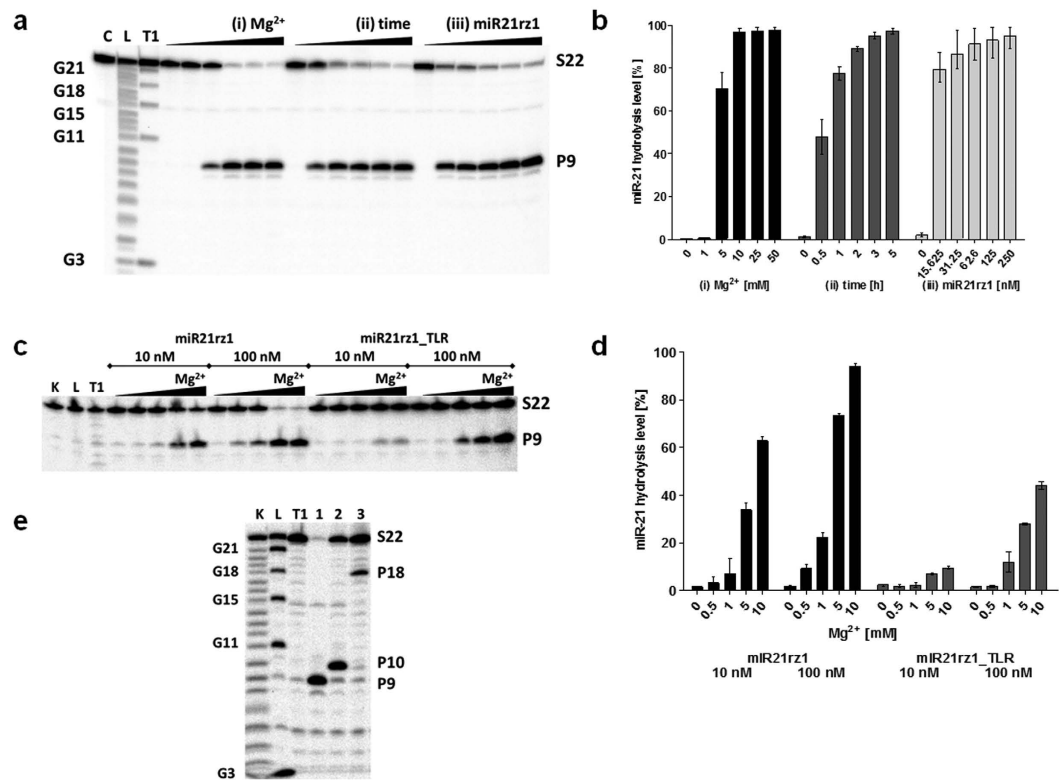 a
(i) Mg2+ (ii) time (iii) miR21rz1
C L T1
S22
G21
G18
G15
G11
P9
G3
b
miR-21 hydrolysis level [%]
100
80
60
40
20
0
0 1 5 10 25 50 0 0.5 1 2 3 5 0 15.625 31.25 62.6 125 250
(i) Mg2+ [mM] (ii) time [h] (iii) miR21rz1 [nM]
c
miR21rz1 miR21rz1_TLR
10 nM 100 nM 10 nM 100 nM
Mg2+ Mg2+ Mg2+ Mg2+
K L T1
S22
P9
d
miR-21 hydrolysis level [%]
100
80
60
40
20
0
0 0.5 1 5 10 0 0.5 1 5 10 0 0.5 1 5 10 0 0.5 1 5 10
Mg2+ [mM]
mIR21rz1 mIR21rz1_TLR
10 nM 100 nM 10 nM 100 nM
e
K L T1 1 2 3
S22
G21
G18 P18
G15
G11
P10
P9
G3